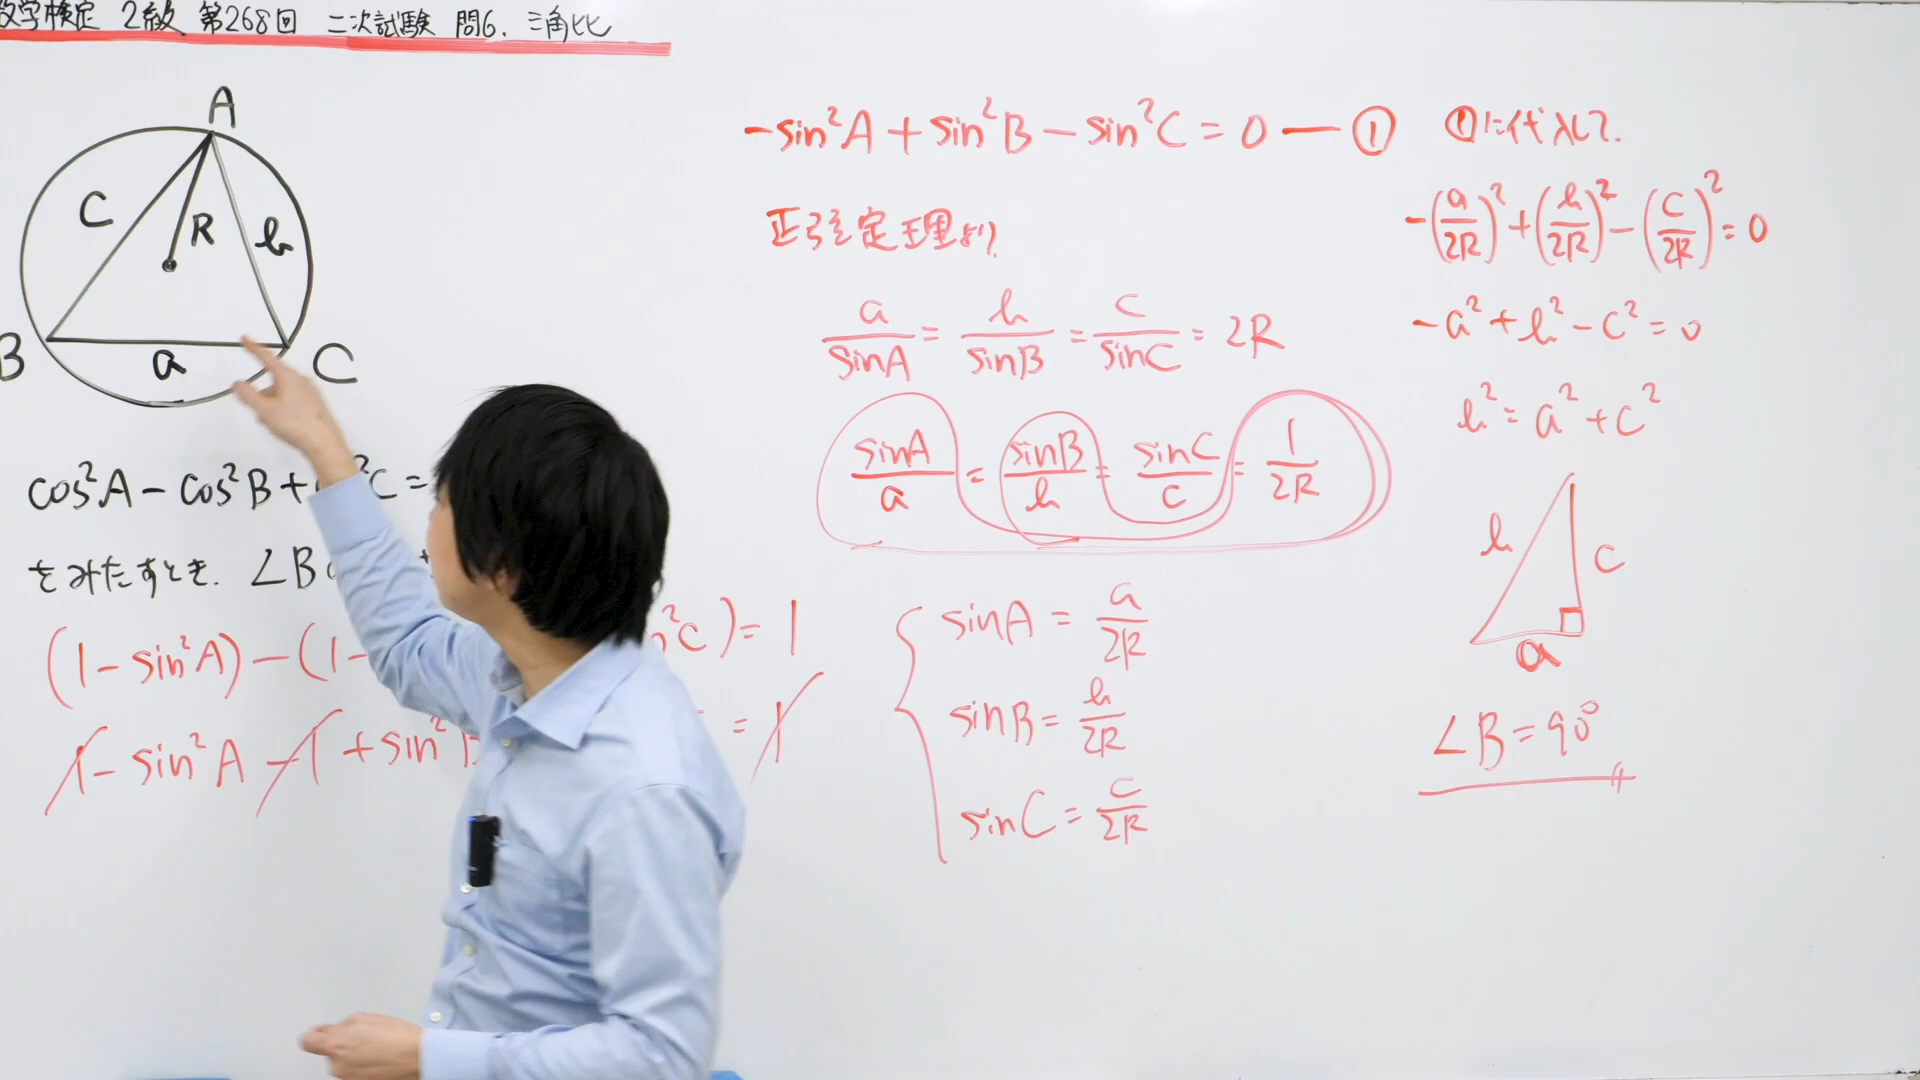 数学検定 2級 第268回 二次試験 問6. 三角比
A
C
R
b
B
a
C
cos²A - cos²B + ²C =
をみたすとき. ∠B
(1 - sin²A) - (1 - ²C) = 1
1 - sin²A - 1 + sin²B = 1
-sin²A + sin²B - sin²C = 0 — ①
正弦定理より
a/sinA = b/sinB = c/sinC = 2R
sinA/a = sinB/b = sinC/c = 1/2R
sinA = a/2R
sinB = b/2R
sinC = c/2R
①に代入して.
-(a/2R)² + (b/2R)² - (c/2R)² = 0
-a² + b² - c² = 0
b² = a² + c²
b
c
a
∠B = 90°